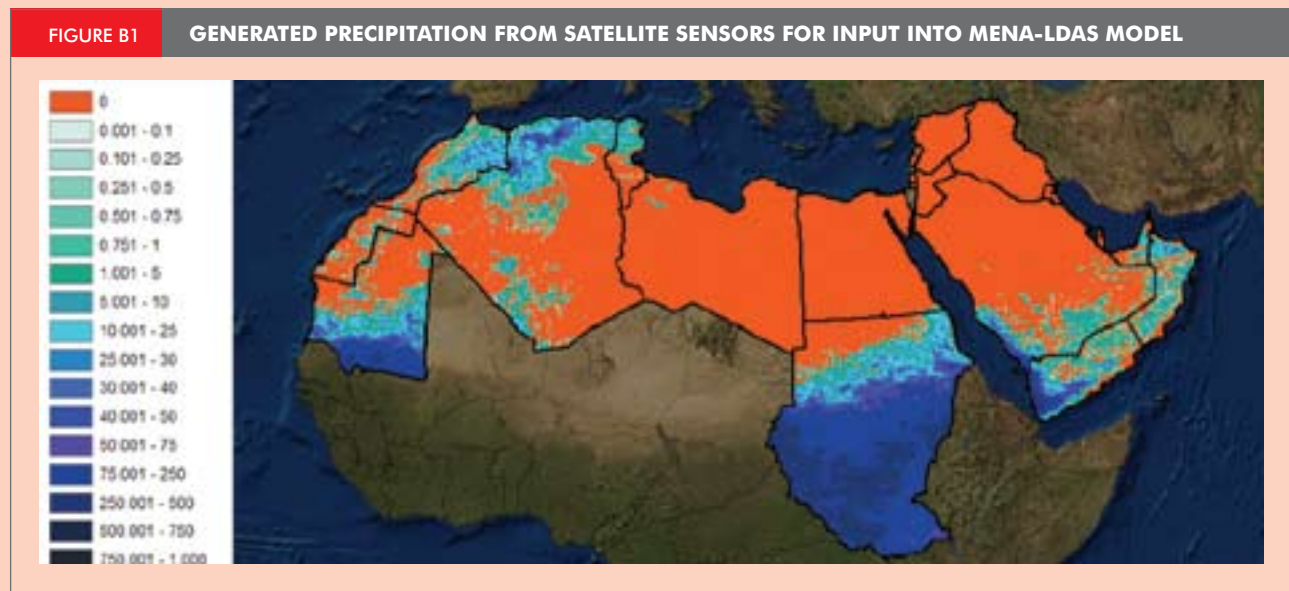 FIGURE B1
GENERATED PRECIPITATION FROM SATELLITE SENSORS FOR INPUT INTO MENA-LDAS MODEL
0
0.001 - 0.1
0.101 - 0.25
0.251 - 0.5
0.501 - 0.75
0.751 - 1
1.001 - 5
5.001 - 10
10.001 - 25
25.001 - 30
30.001 - 40
40.001 - 50
50.001 - 75
75.001 - 250
250.001 - 500
500.001 - 750
750.001 - 1,000